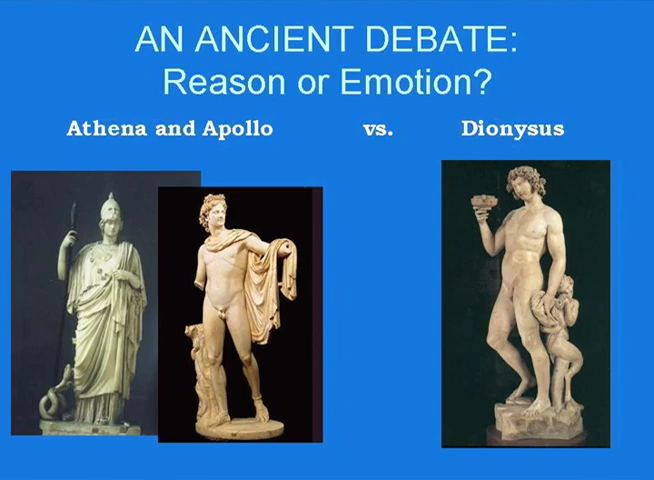 AN ANCIENT DEBATE:
Reason or Emotion?
Athena and Apollo vs. Dionysus